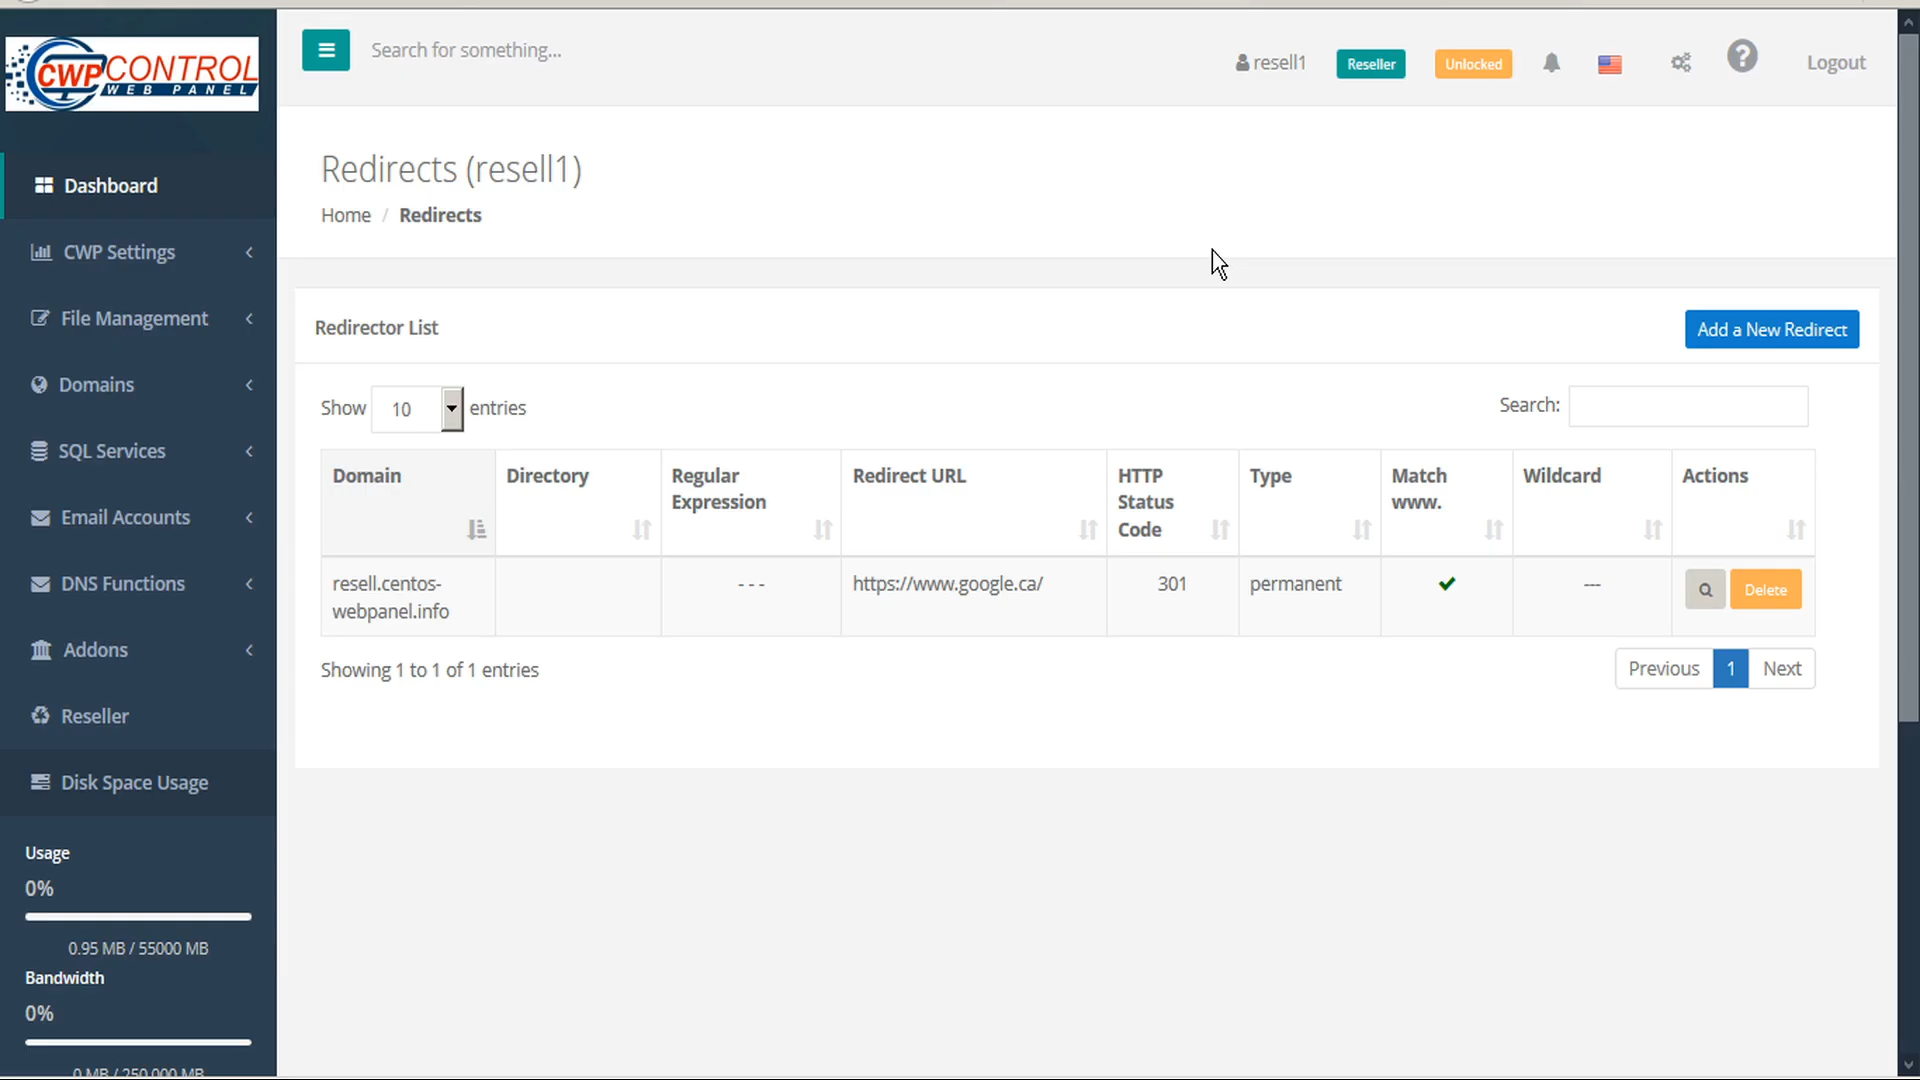 CWP CONTROL
WEB PANEL
Search for something...
resell1
Reseller
Unlocked
Logout
Dashboard
CWP Settings
File Management
Domains
SQL Services
Email Accounts
DNS Functions
Addons
Reseller
Disk Space Usage
Usage
0%
0.95 MB / 55000 MB
Bandwidth
0%
0 MB / 250,000 MB
Redirects (resell1)
Home / Redirects
Redirector List
Add a New Redirect
Show 10 entries
Search:
Domain
Directory
Regular
Expression
Redirect URL
HTTP
Status
Code
Type
Match
www.
Wildcard
Actions
resell.centos-
webpanel.info
- - -
https://www.google.ca/
301
permanent
---
Delete
Showing 1 to 1 of 1 entries
Previous 1 Next